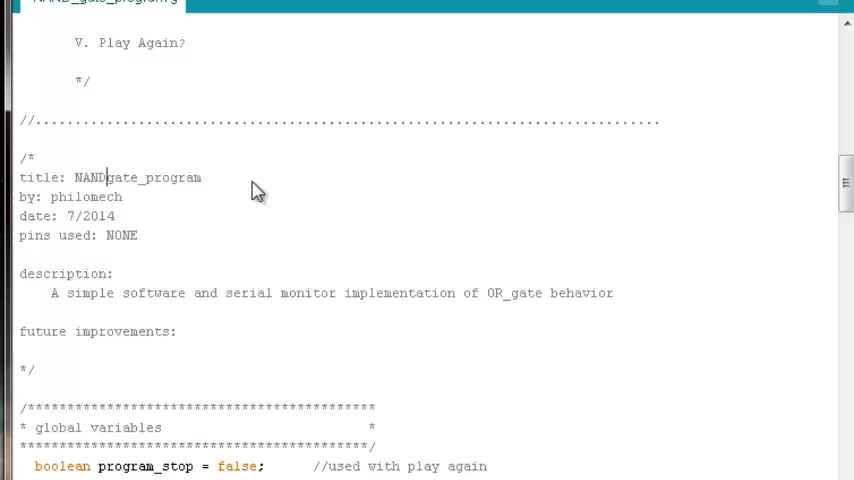 V. Play Again?
*/
//...............................................................................
/*
title: NANDgate_program
by: philomech
date: 7/2014
pins used: NONE
description:
A simple software and serial monitor implementation of OR_gate behavior
future improvements:
*/
/********************************************
* global variables *
********************************************/
boolean program_stop = false; //used with play again